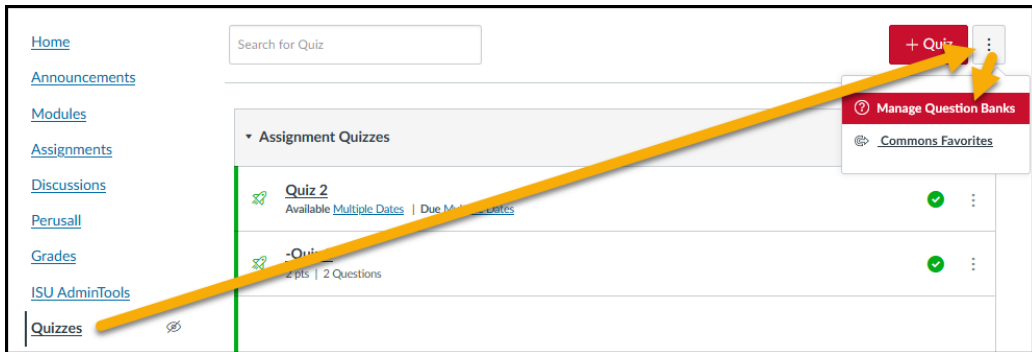 Home
Announcements
Modules
Assignments
Discussions
Perusall
Grades
ISU AdminTools
Quizzes
Search for Quiz
+ Quiz
Manage Question Banks
Commons Favorites
Assignment Quizzes
Quiz 2
Available Multiple Dates | Due Multiple Dates
-Quiz
2 pts | 2 Questions